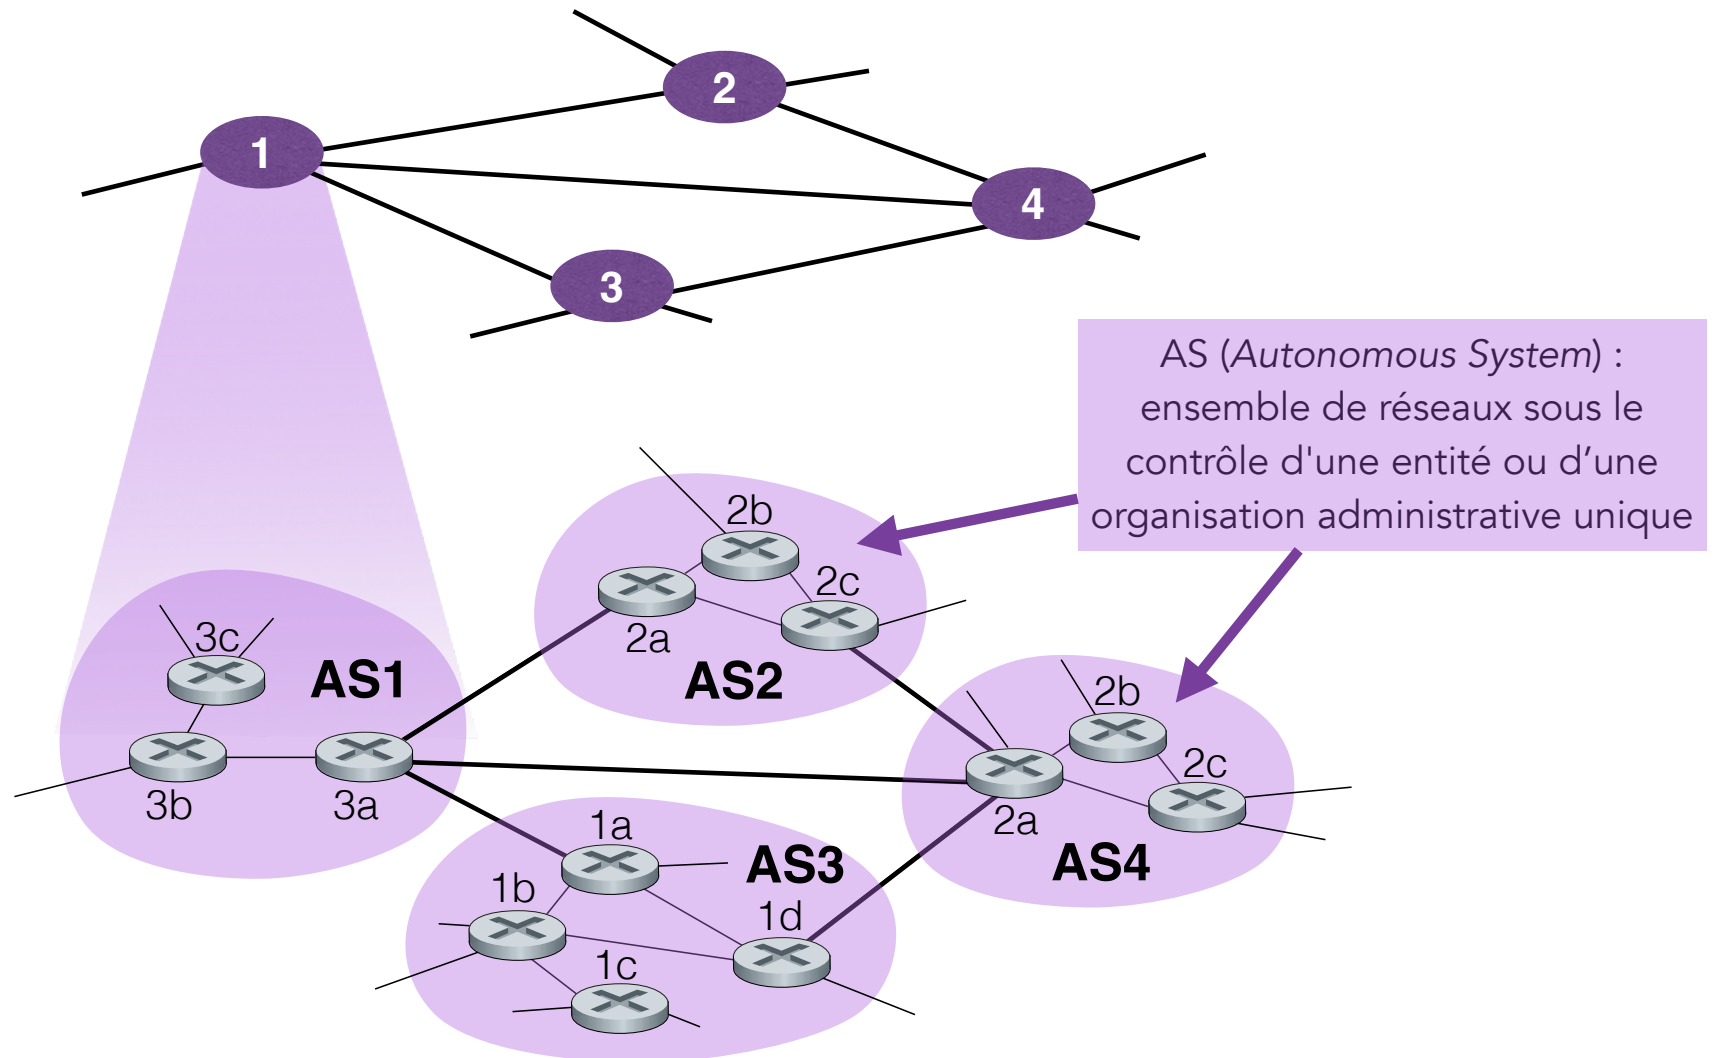 2
1
4
3
AS (Autonomous System) :
ensemble de réseaux sous le
contrôle d'une entité ou d’une
organisation administrative unique
2b
2c
2a
AS2
3c
AS1
3b
3a
2b
2c
2a
AS4
1a
AS3
1b
1d
1c